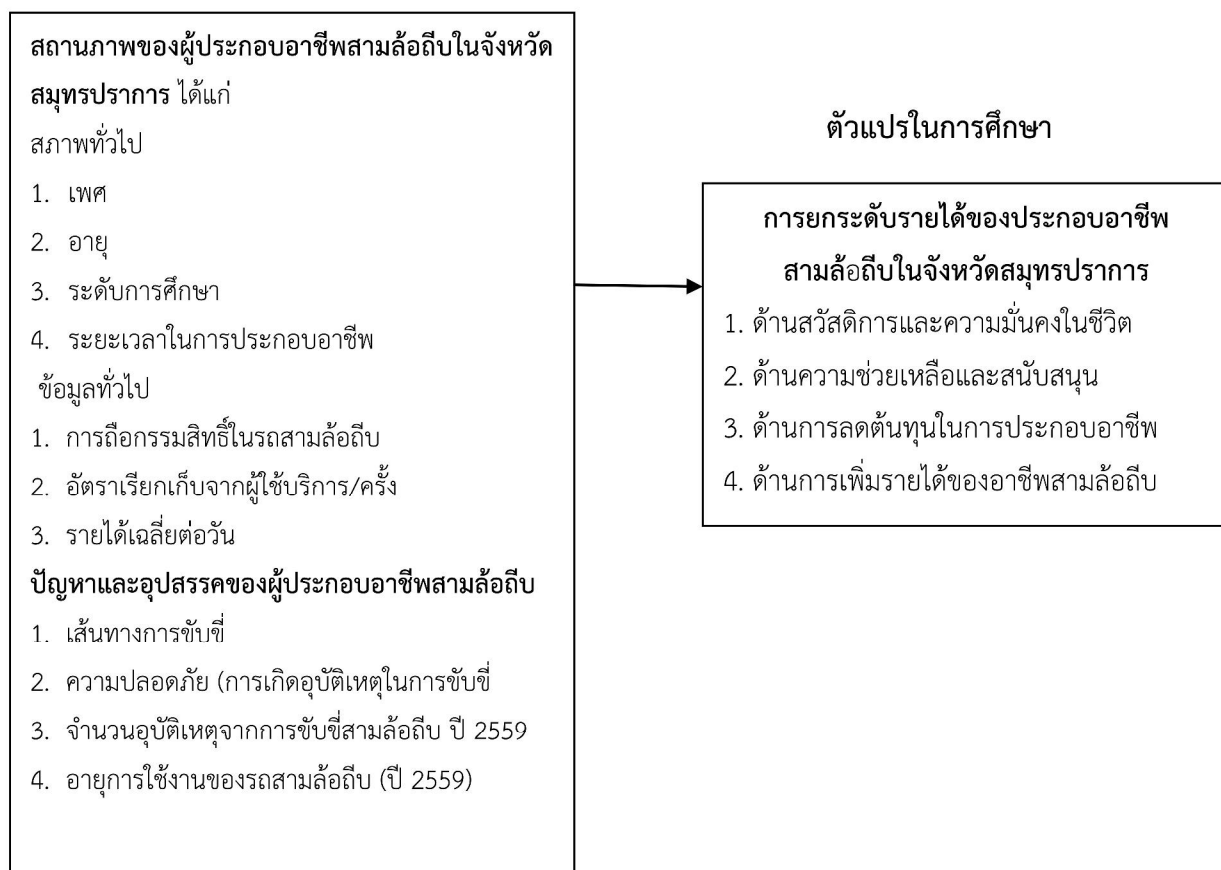 สถานภาพของผู้ประกอบอาชีพสามล้อถีบในจังหวัด
สมุทรปราการ ได้แก่
สภาพทั่วไป
1. เพศ
2. อายุ
3. ระดับการศึกษา
4. ระยะเวลาในการประกอบอาชีพ
ข้อมูลทั่วไป
1. การถือกรรมสิทธิ์ในรถสามล้อถีบ
2. อัตราเรียกเก็บจากผู้ใช้บริการ/ครั้ง
3. รายได้เฉลี่ยต่อวัน
ปัญหาและอุปสรรคของผู้ประกอบอาชีพสามล้อถีบ
1. เส้นทางการขับขี่
2. ความปลอดภัย (การเกิดอุบัติเหตุในการขับขี่
3. จำนวนอุบัติเหตุจากการขับขี่สามล้อถีบ ปี 2559
4. อายุการใช้งานของรถสามล้อถีบ (ปี 2559)
ตัวแปรในการศึกษา
การยกระดับรายได้ของประกอบอาชีพ
สามล้อถีบในจังหวัดสมุทรปราการ
1. ด้านสวัสดิการและความมั่นคงในชีวิต
2. ด้านความช่วยเหลือและสนับสนุน
3. ด้านการลดต้นทุนในการประกอบอาชีพ
4. ด้านการเพิ่มรายได้ของอาชีพสามล้อถีบ